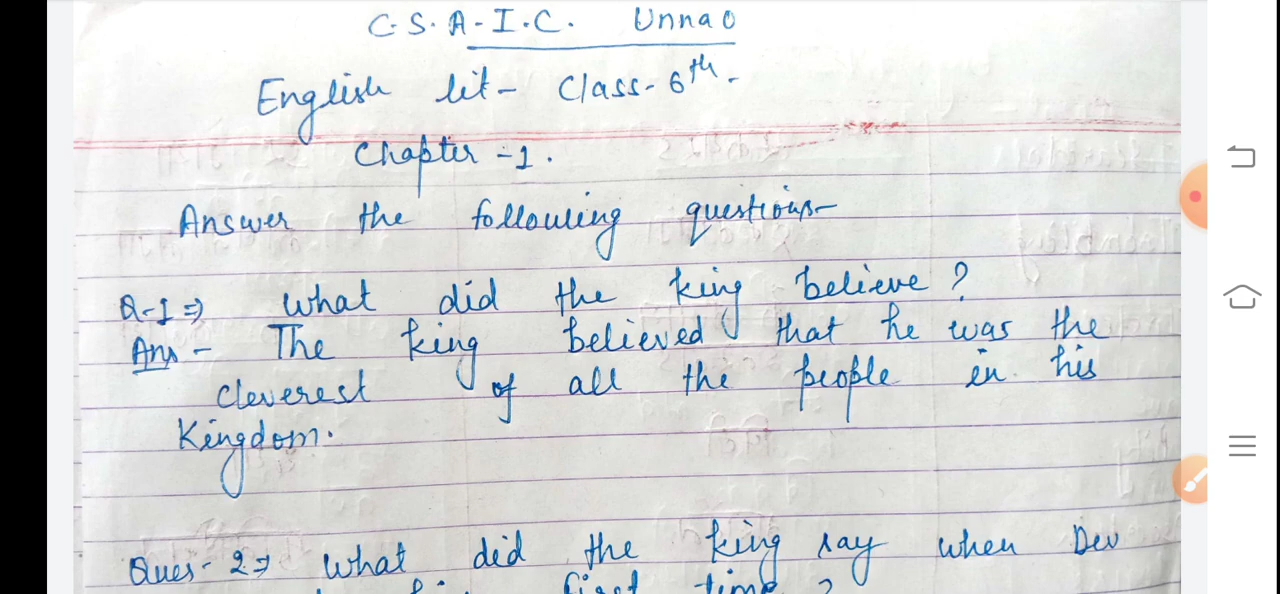 C.S.A-I.C. Unnao
English lit- Class-6th-
Chapter -1.
Answer the following questions-
Q-1⇒ What did the king believe?
Ans- The king believed that he was the
cleverest of all the people in his
Kingdom.
Ques-2⇒ What did the king say when Dev
first time?